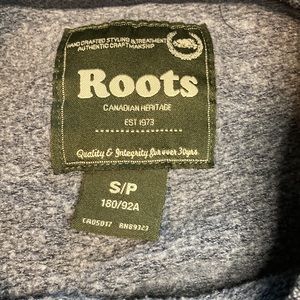 HAND CRAFTED STYLING & TREATMENT
AUTHENTIC CRAFTMANSHIP
Roots
CANADIAN HERITAGE
EST 1973
Quality & Integrity for over 30yrs.
S/P
180/92A
CA05017 RN89323